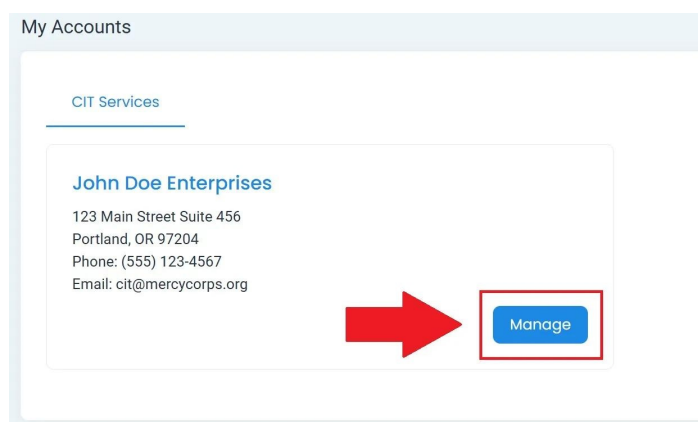 My Accounts
CIT Services
John Doe Enterprises
123 Main Street Suite 456
Portland, OR 97204
Phone: (555) 123-4567
Email: cit@mercycorps.org
Manage